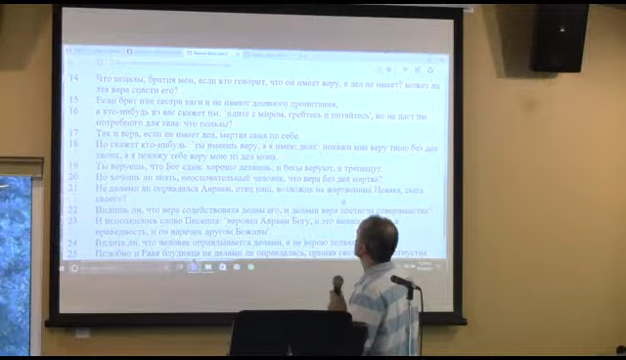 14 Что пользы, братия мои, если кто говорит, что он имеет веру, а дел не имеет? может ли
эта вера спасти его?
15 Если брат или сестра наги и не имеют дневного пропитания,
16 а кто-нибудь из вас скажет им: 'идите с миром, грейтесь и питайтесь', но не даст им
потребного для тела: что пользы?
17 Так и вера, если не имеет дел, мертва сама по себе.
18 Но скажет кто-нибудь: 'ты имеешь веру, а я имею дела': покажи мне веру твою без дел
твоих, а я покажу тебе веру мою из дел моих.
19 Ты веруешь, что Бог един: хорошо делаешь; и бесы веруют, и трепещут.
20 Но хочешь ли знать, неосновательный человек, что вера без дел мертва?
21 Не делами ли оправдался Авраам, отец наш, возложив на жертвенник Исаака, сына
своего?
22 Видишь ли, что вера содействовала делам его, и делами вера достигла совершенства?
23 И исполнилось слово Писания: 'веровал Авраам Богу, и это
праведность, и он наречен другом Божиим'.
24 Видите ли, что человек оправдывается делами, а не верою только
25 Подобно и Раав блудница не делами ли оправдалась, приняв